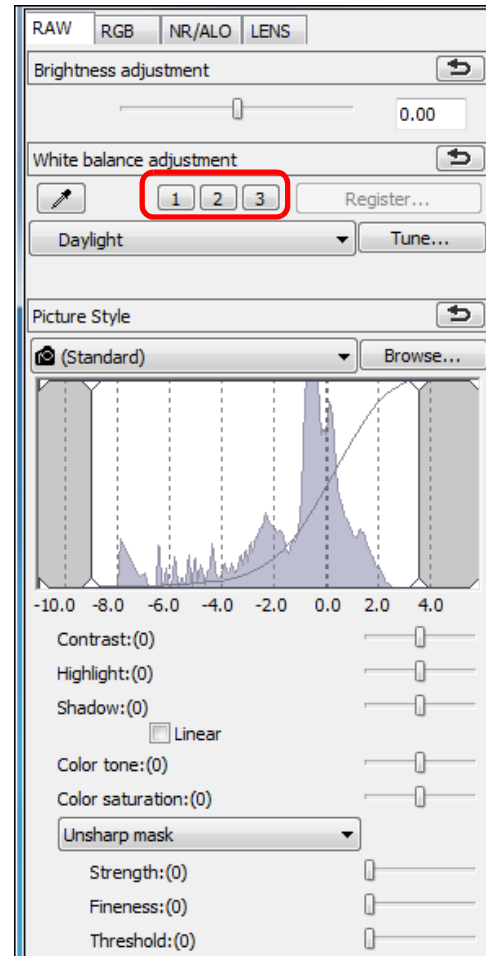 RAW RGB NR/ALO LENS
Brightness adjustment
0.00
White balance adjustment
1 2 3 Register...
Daylight Tune...
Picture Style
(Standard) Browse...
-10.0 -8.0 -6.0 -4.0 -2.0 0.0 2.0 4.0
Contrast:(0)
Highlight:(0)
Shadow:(0)
Linear
Color tone:(0)
Color saturation:(0)
Unsharp mask
Strength:(0)
Fineness:(0)
Threshold:(0)